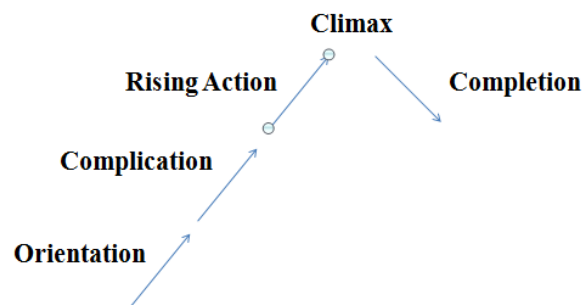 Climax
Rising Action
Completion
Complication
Orientation